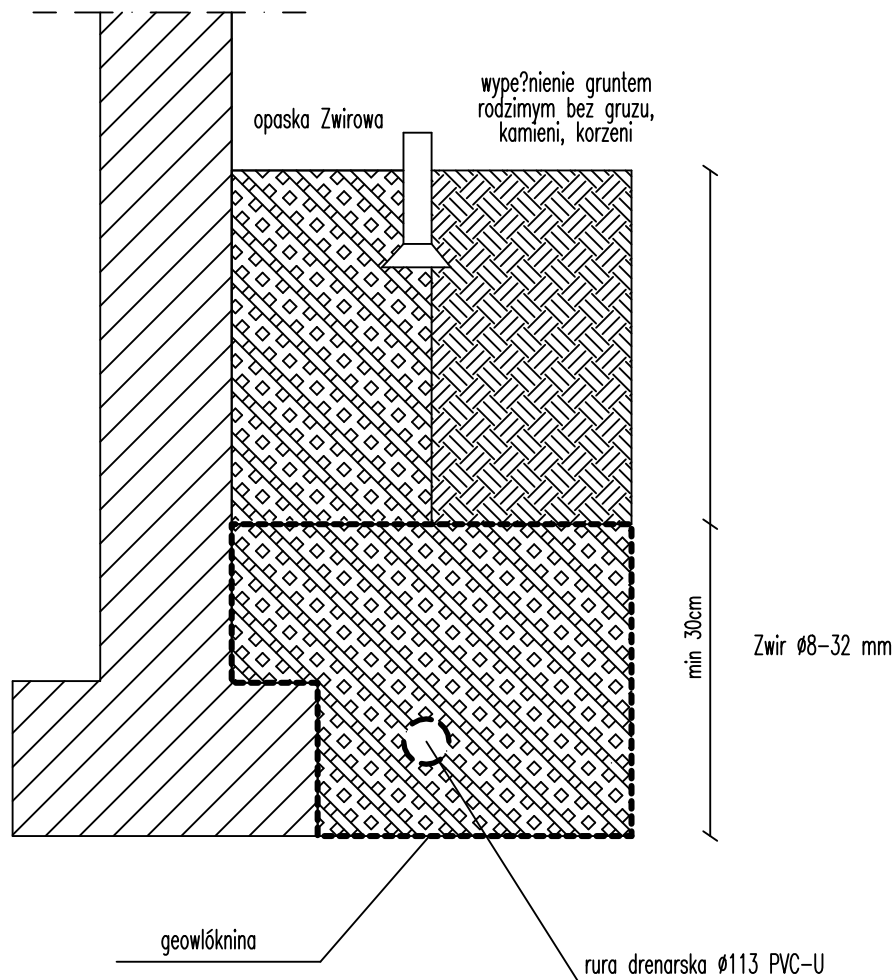 wype?nienie gruntem
rodzimym bez gruzu,
kamieni, korzeni
opaska Zwirowa
min 30cm
Zwir ø8-32 mm
geowlóknina
rura drenarska ø113 PVC-U